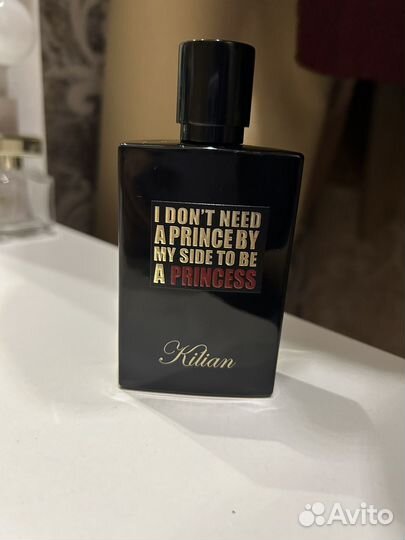 I DON'T NEED
A PRINCE BY
MY SIDE TO BE
A PRINCESS
Kilian
Avito